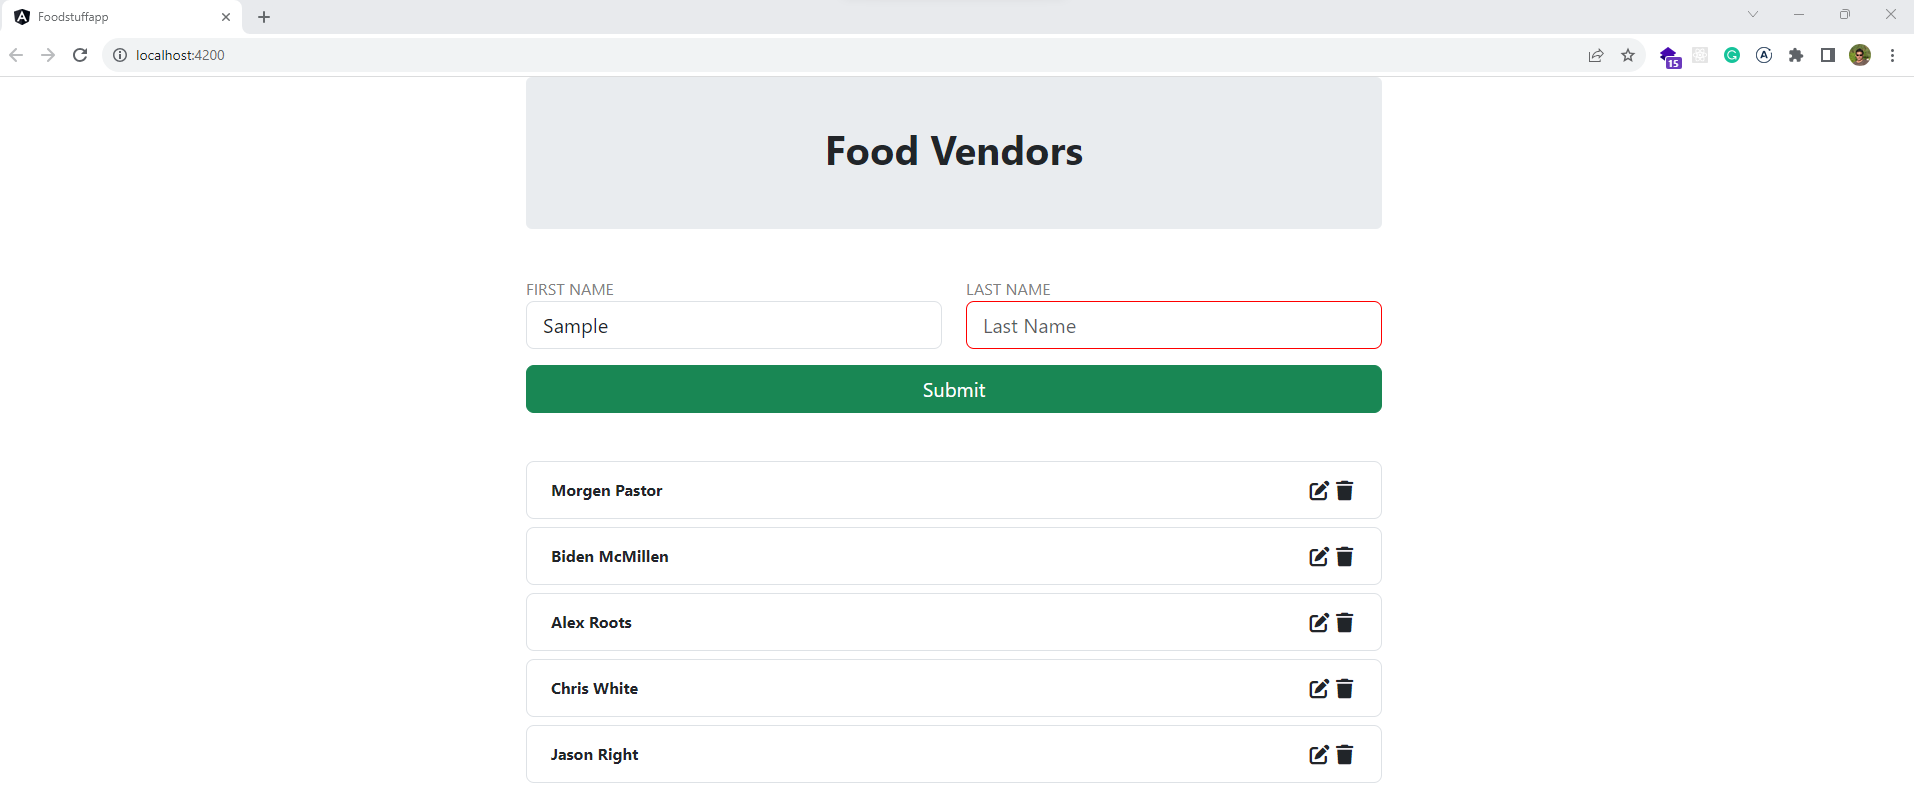 Foodstuffapp
localhost:4200
15
Food Vendors
FIRST NAME LAST NAME
Sample Last Name
Submit
Morgen Pastor
Biden McMillen
Alex Roots
Chris White
Jason Right